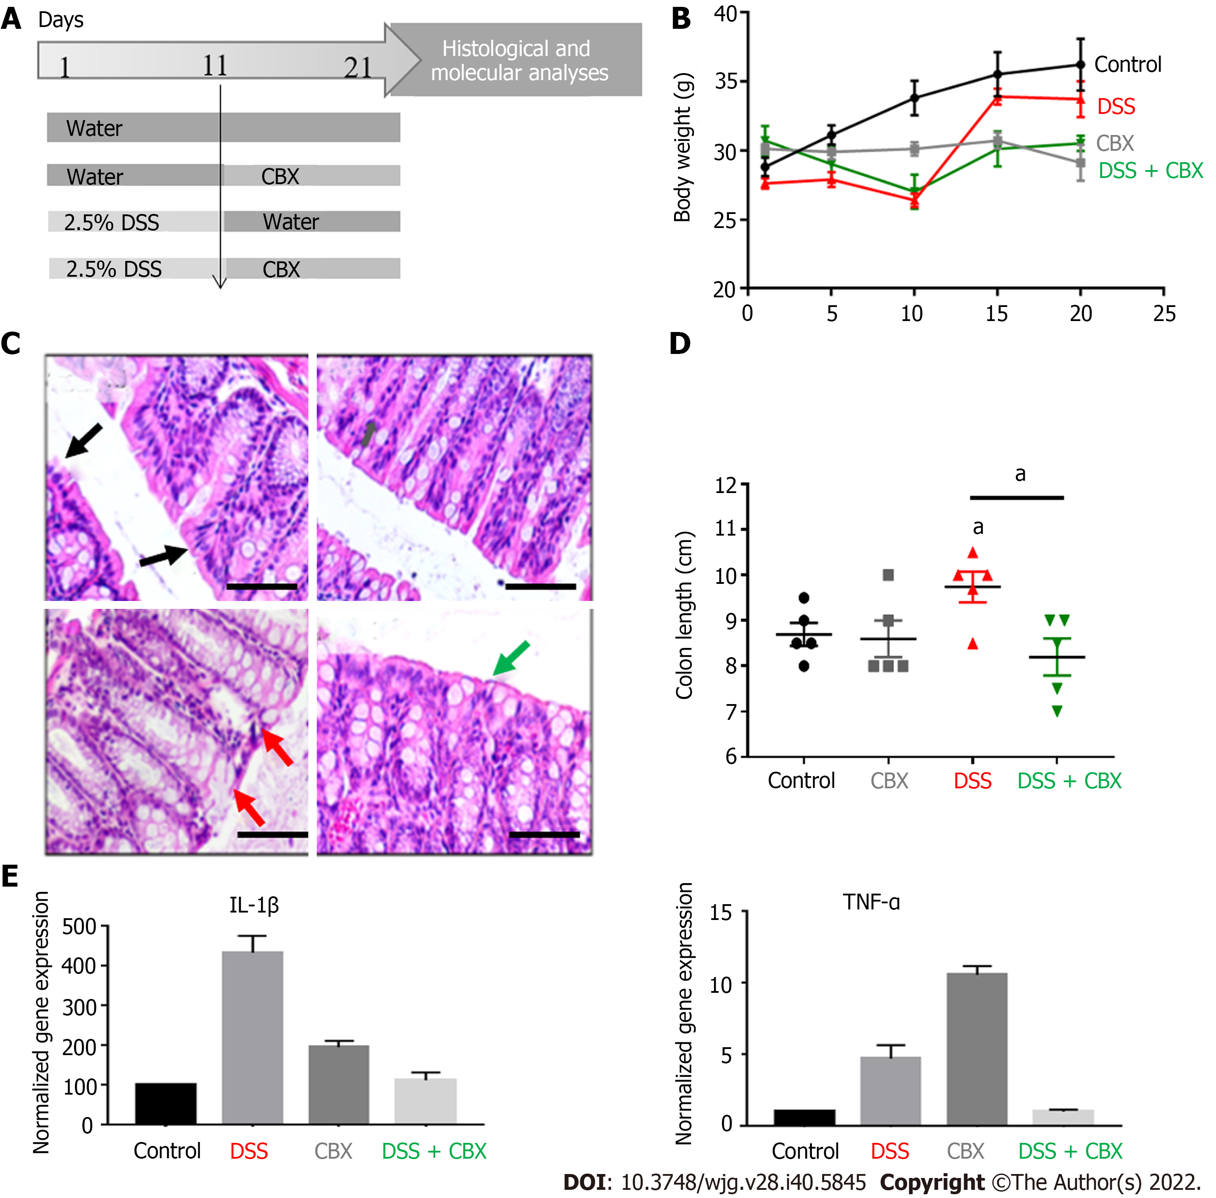 A
Days
1 11 21
Histological and
molecular analyses
Water
Water CBX
2.5% DSS Water
2.5% DSS CBX
B
Body weight (g)
40
35
30
25
20
0 5 10 15 20 25
Control
DSS
CBX
DSS + CBX
C
D
Colon length (cm)
12
11
10
9
8
7
6
a
a
Control CBX DSS DSS + CBX
E
Normalized gene expression
IL-1β
500
400
300
200
100
0
Control DSS CBX DSS + CBX
Normalized gene expression
TNF-ɑ
15
10
5
0
Control DSS CBX DSS + CBX
DOI: 10.3748/wjg.v28.i40.5845 Copyright ©The Author(s) 2022.